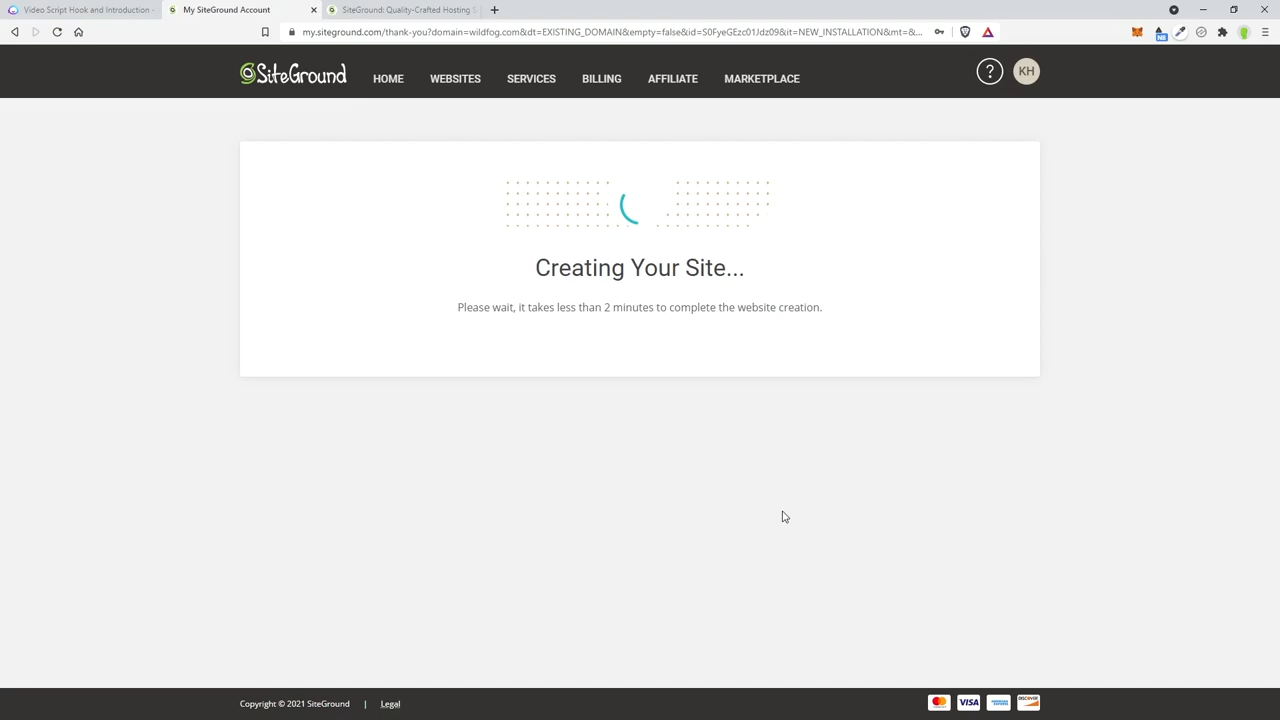 Video Script Hook and Introduction -
My SiteGround Account
SiteGround: Quality-Crafted Hosting S
my.siteground.com/thank-you?domain=wildfog.com&dt=EXISTING_DOMAIN&empty=false&id=S0FyeGEzc01Jdz09&it=NEW_INSTALLATION&mt=&...
SiteGround
HOME
WEBSITES
SERVICES
BILLING
AFFILIATE
MARKETPLACE
?
KH
Creating Your Site...
Please wait, it takes less than 2 minutes to complete the website creation.
Copyright © 2021 SiteGround
|
Legal
VISA
DISCOVER